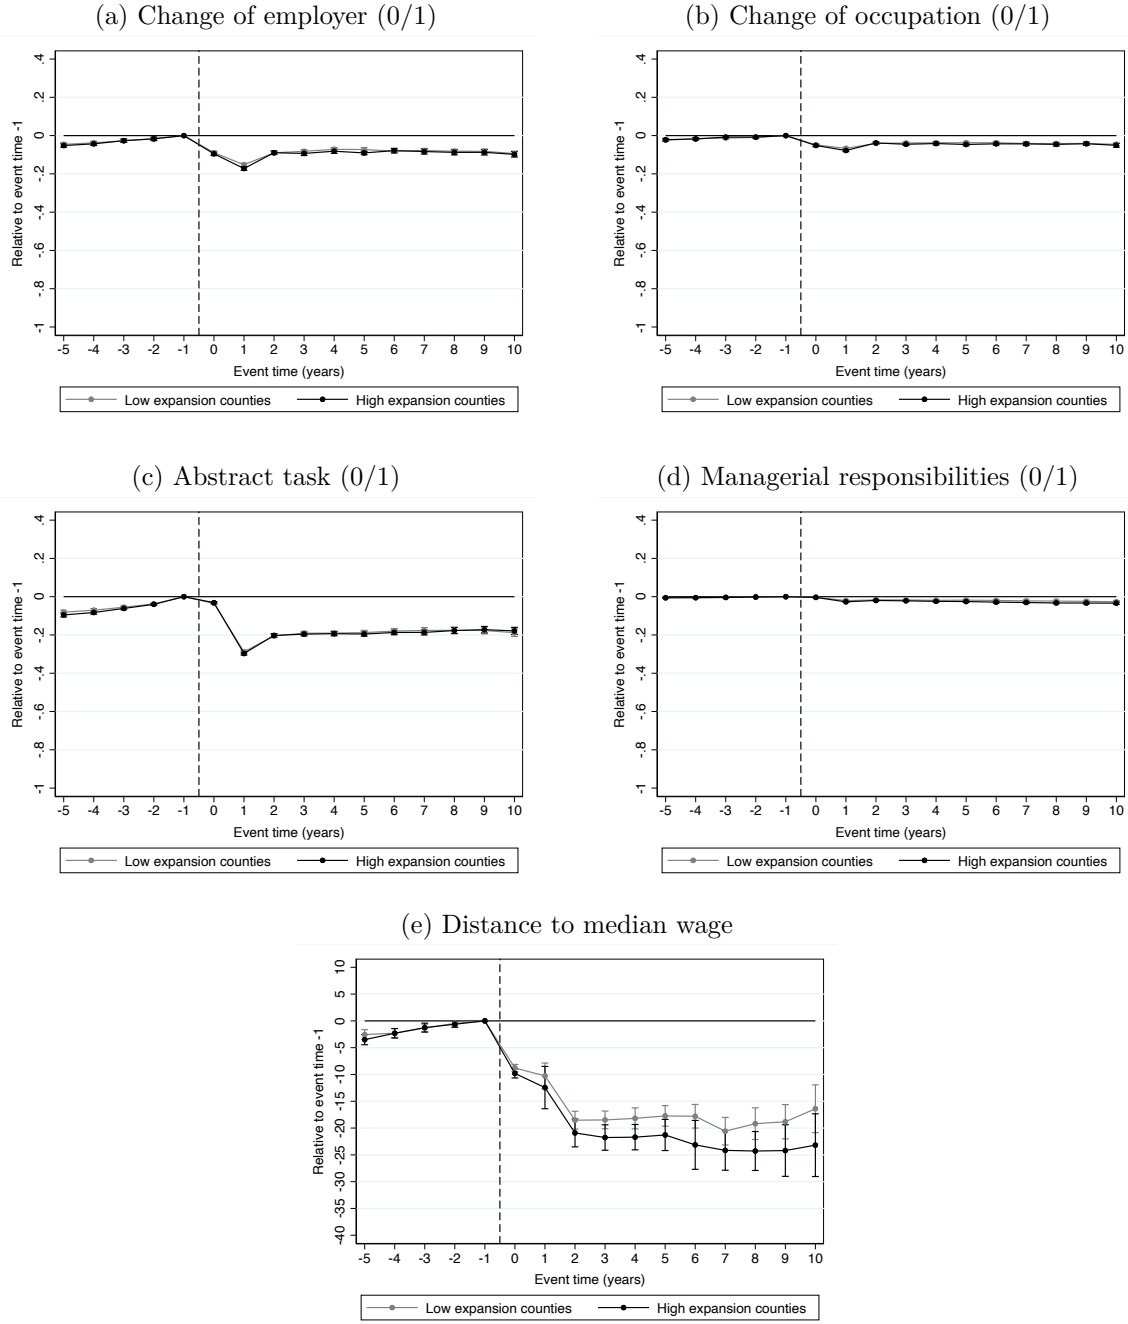 (a) Change of employer (0/1)
(b) Change of occupation (0/1)
Relative to event time -1
.4
.2
0
-.2
-.4
-.6
-.8
-1
-5 -4 -3 -2 -1 0 1 2 3 4 5 6 7 8 9 10
Event time (years)
Low expansion counties High expansion counties
Relative to event time -1
.4
.2
0
-.2
-.4
-.6
-.8
-1
-5 -4 -3 -2 -1 0 1 2 3 4 5 6 7 8 9 10
Event time (years)
Low expansion counties High expansion counties
(c) Abstract task (0/1)
(d) Managerial responsibilities (0/1)
Relative to event time -1
.4
.2
0
-.2
-.4
-.6
-.8
-1
-5 -4 -3 -2 -1 0 1 2 3 4 5 6 7 8 9 10
Event time (years)
Low expansion counties High expansion counties
Relative to event time -1
.4
.2
0
-.2
-.4
-.6
-.8
-1
-5 -4 -3 -2 -1 0 1 2 3 4 5 6 7 8 9 10
Event time (years)
Low expansion counties High expansion counties
(e) Distance to median wage
Relative to event time -1
10
5
0
-5
-10
-15
-20
-25
-30
-35
-40
-5 -4 -3 -2 -1 0 1 2 3 4 5 6 7 8 9 10
Event time (years)
Low expansion counties High expansion counties